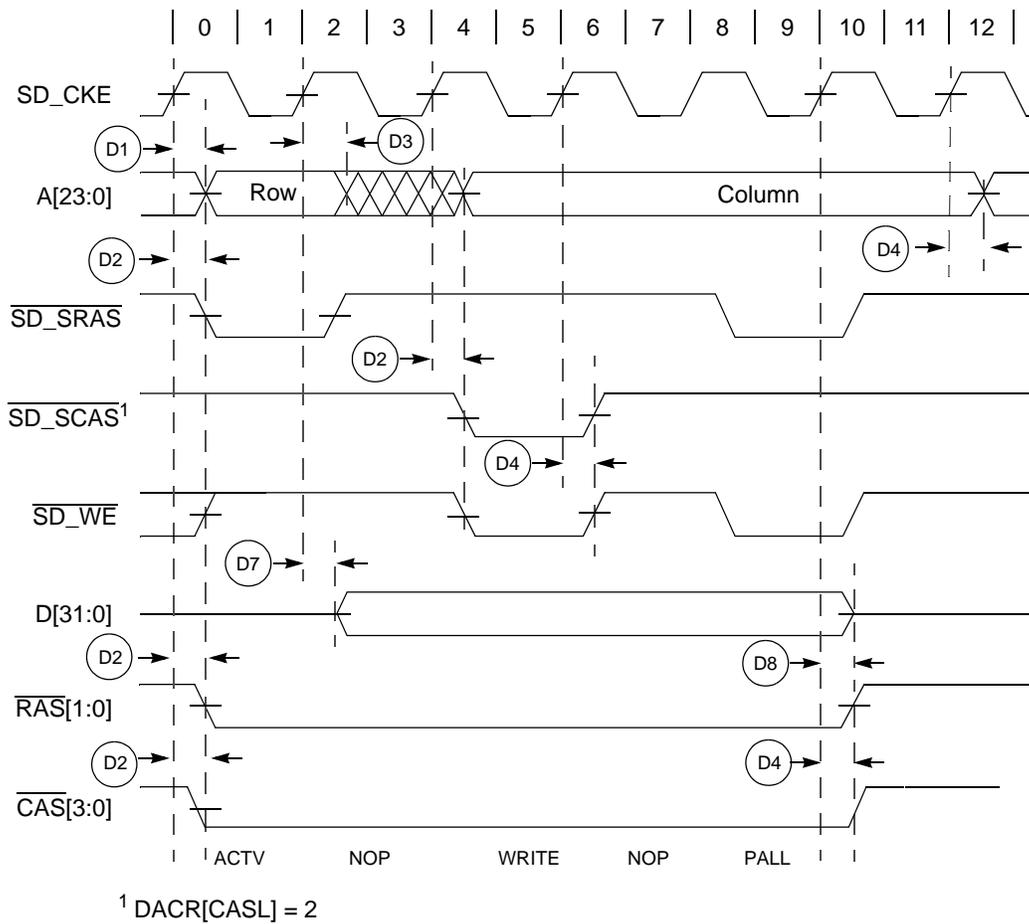 0 1 2 3 4 5 6 7 8 9 10 11 12
SD_CKE
D1
D3
A[23:0]
Row
Column
D2
D4
SD_SRAS
D2
SD_SCAS1
D4
SD_WE
D7
D[31:0]
D2
D8
RAS[1:0]
D2
D4
CAS[3:0]
ACTV NOP WRITE NOP PALL
1 DACR[CASL] = 2